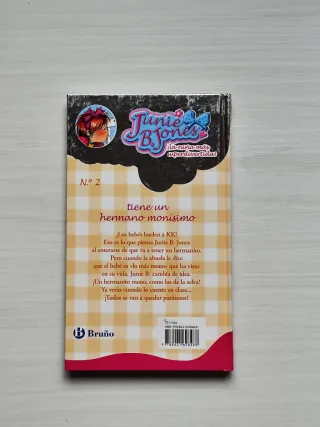 Junie B. Jones
¡la niña más
superdivertida!
N.º 2
tiene un
hermano monísimo
¡Los bebés huelen a KK!
Eso es lo que piensa Junie B. Jones
al enterarse de que va a tener un hermanito.
Pero cuando la abuela le dice
que el bebé es «lo más mono» que ha visto
en su vida, Junie B. cambia de idea.
¡Un hermanito mono, como los de la selva!
Ya verás cuando lo cuente en clase...
¡Todos se van a quedar patitiesos!
B Bruño